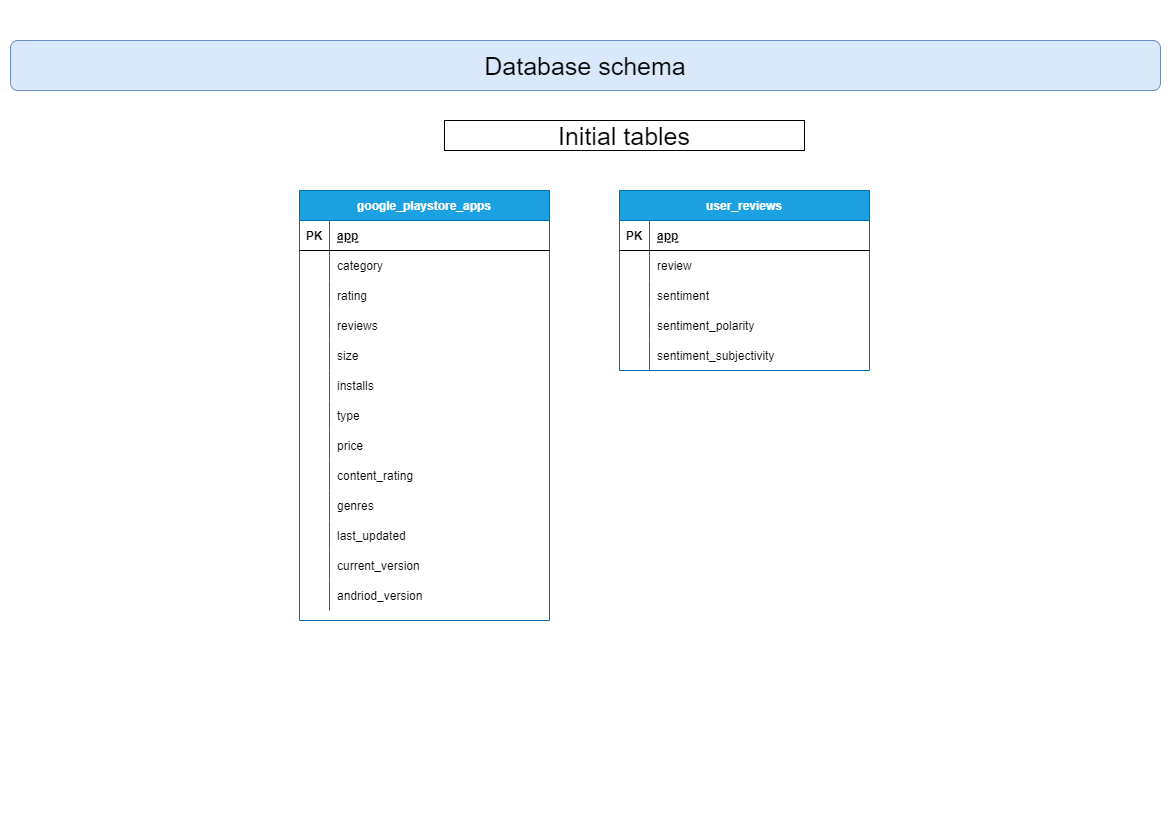 Database schema
Initial tables
google_playstore_apps
PK app
category
rating
reviews
size
installs
type
price
content_rating
genres
last_updated
current_version
andriod_version
user_reviews
PK app
review
sentiment
sentiment_polarity
sentiment_subjectivity